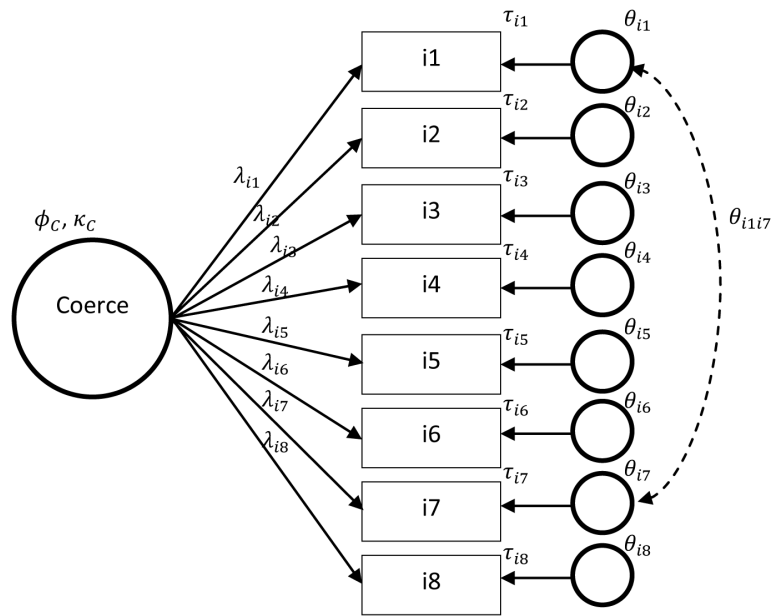 τi1
θi1
i1
τi2
θi2
i2
λi1
τi3
θi3
i3
ϕC, κC
λi2
θi1i7
λi3
τi4
θi4
i4
λi4
Coerce
λi5
τi5
θi5
i5
λi6
τi6
θi6
i6
λi7
λi8
τi7
θi7
i7
τi8
θi8
i8